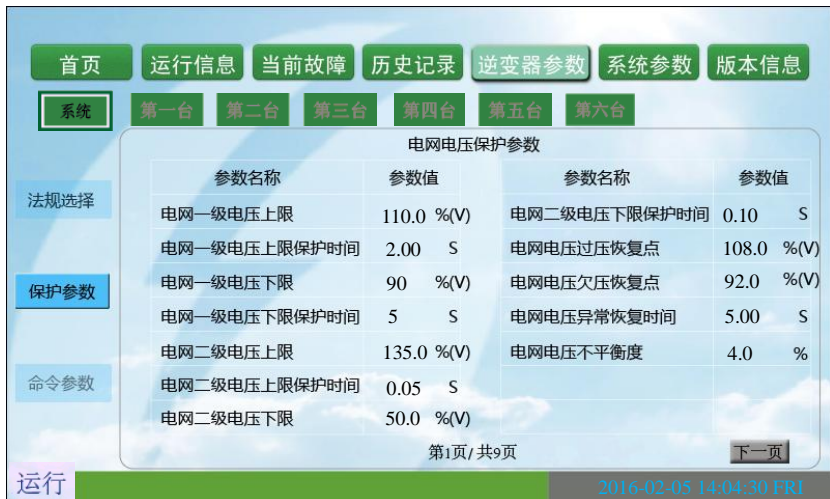 首页 运行信息 当前故障 历史记录 逆变器参数 系统参数 版本信息
系统 第一台 第二台 第三台 第四台 第五台 第六台
电网电压保护参数
参数名称 参数值 参数名称 参数值
法规选择
保护参数
命令参数
电网一级电压上限 110.0 %(V) 电网二级电压下限保护时间 0.10 S
电网一级电压上限保护时间 2.00 S 电网电压过压恢复点 108.0 %(V)
电网一级电压下限 90 %(V) 电网电压欠压恢复点 92.0 %(V)
电网一级电压下限保护时间 5 S 电网电压异常恢复时间 5.00 S
电网二级电压上限 135.0 %(V) 电网电压不平衡度 4.0 %
电网二级电压上限保护时间 0.05 S
电网二级电压下限 50.0 %(V)
第1页/共9页 下一页
运行 2016-02-05 14:04:30 FRI